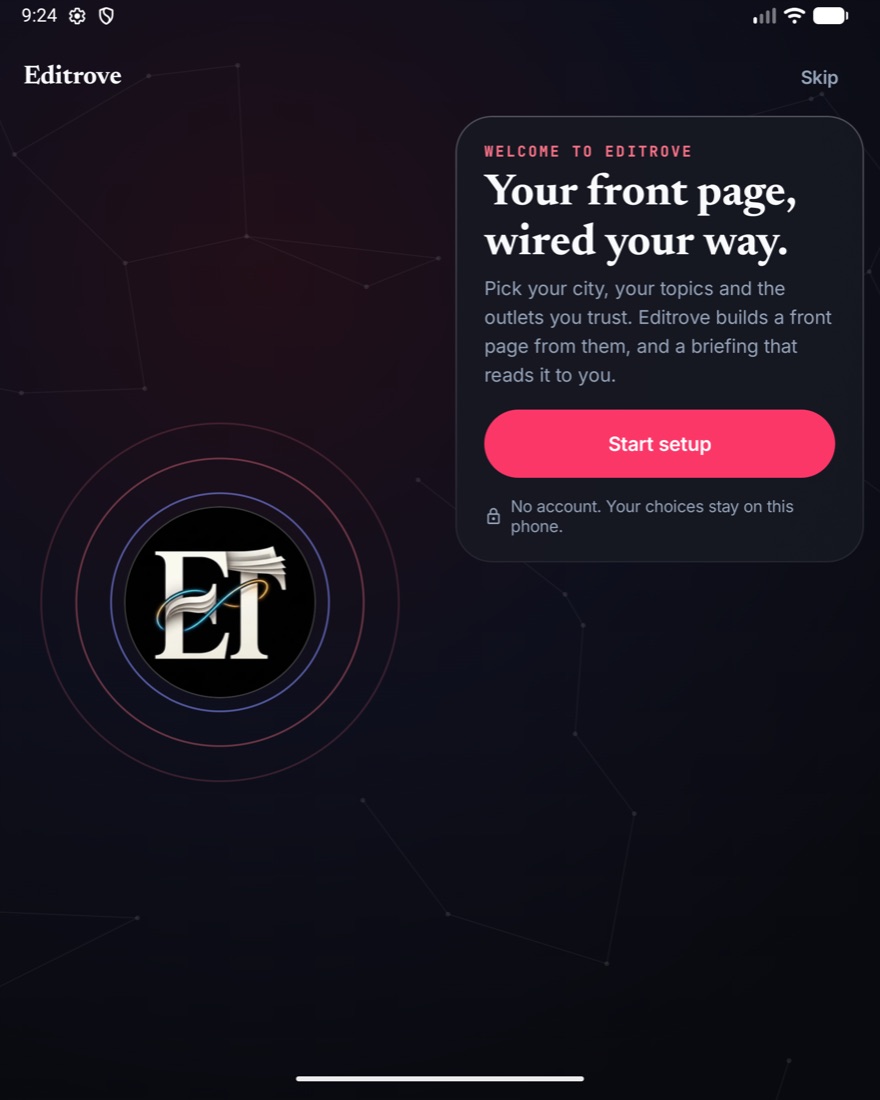 9:24
Editrove
Skip
WELCOME TO EDITROVE
Your front page,
wired your way.
Pick your city, your topics and the
outlets you trust. Editrove builds a front
page from them, and a briefing that
reads it to you.
Start setup
No account. Your choices stay on this
phone.
ET